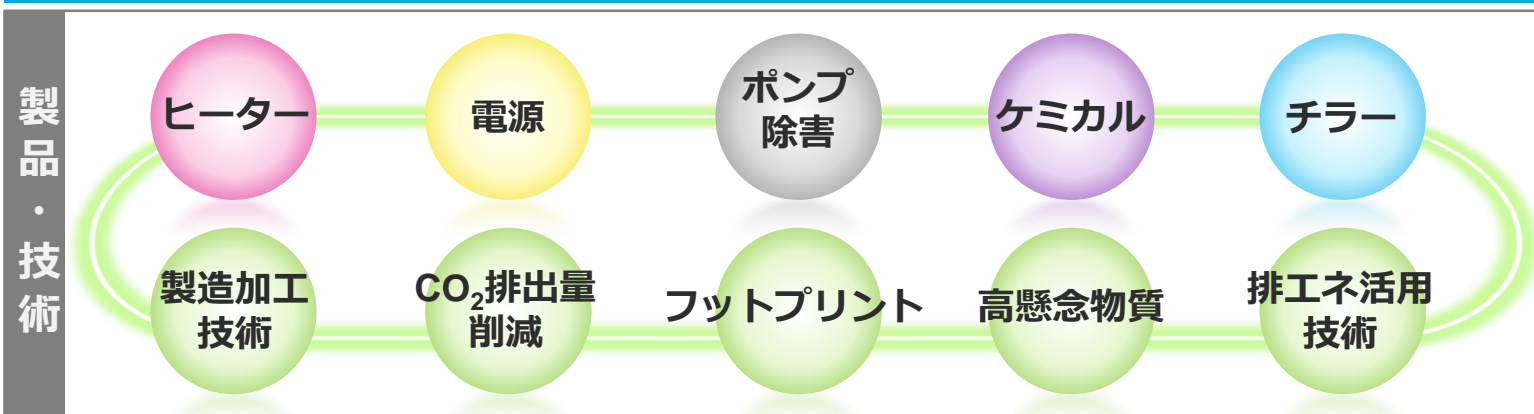 製品・技術
ヒーター
電源
ポンプ
除害
ケミカル
チラー
製造加工
技術
CO₂排出量
削減
フットプリント
高懸念物質
排エネ活用
技術